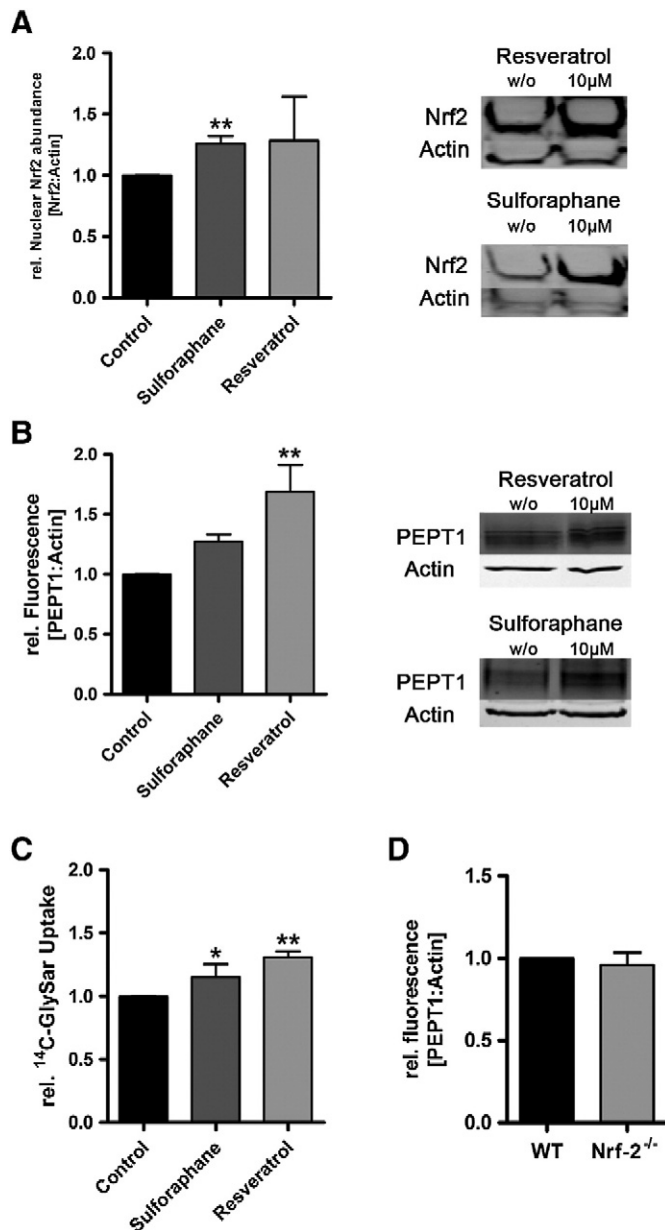 A
rel. Nuclear Nrf2 abundance
[Nrf2:Actin]
2.0
1.5
1.0
0.5
0.0
**
Control
Sulforaphane
Resveratrol
Resveratrol
w/o 10µM
Nrf2
Actin
Sulforaphane
w/o 10µM
Nrf2
Actin
B
rel. Fluorescence
[PEPT1:Actin]
2.0
1.5
1.0
0.5
0.0
**
Control
Sulforaphane
Resveratrol
Resveratrol
w/o 10µM
PEPT1
Actin
Sulforaphane
w/o 10µM
PEPT1
Actin
C
rel. ¹⁴C-GlySar Uptake
2.0
1.5
1.0
0.5
0.0
*
**
Control
Sulforaphane
Resveratrol
D
rel. fluorescence
[PEPT1:Actin]
1.5
1.0
0.5
0.0
WT Nrf-2⁻/⁻